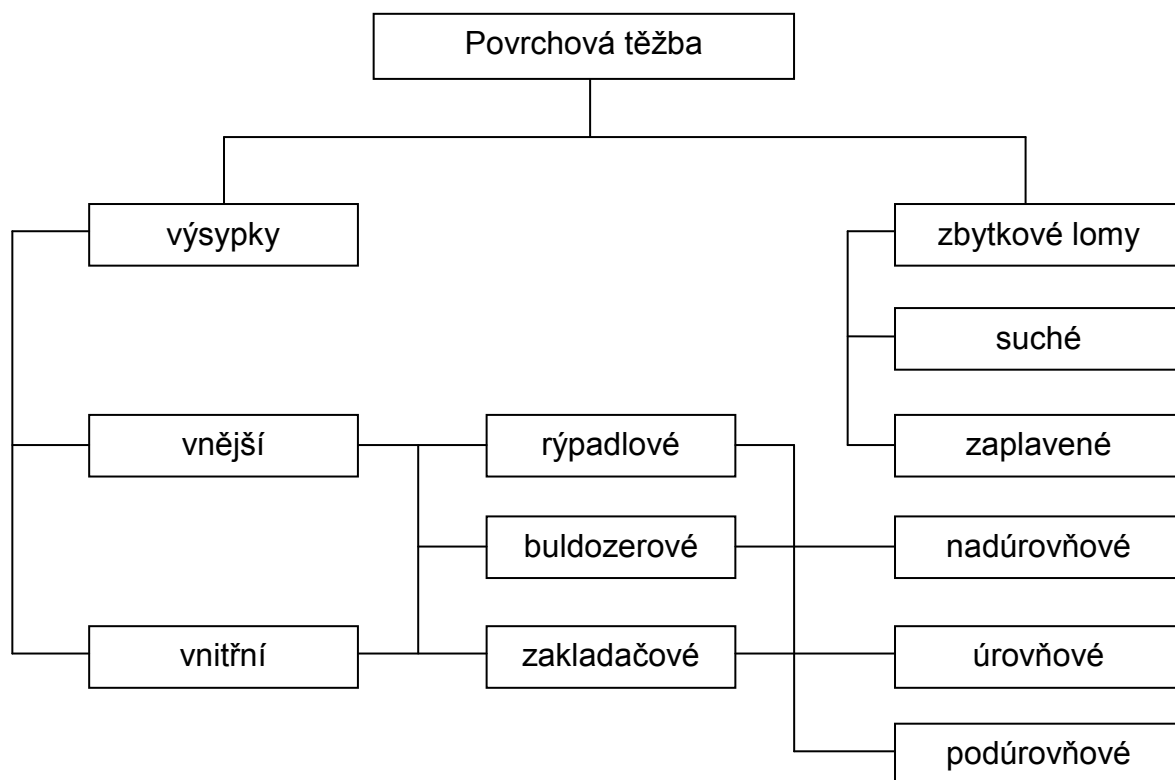 Povrchová těžba
výsypky
zbytkové lomy
suché
vnější
rýpadlové
zaplavené
buldozerové
nadúrovňové
vnitřní
zakladačové
úrovňové
podúrovňové